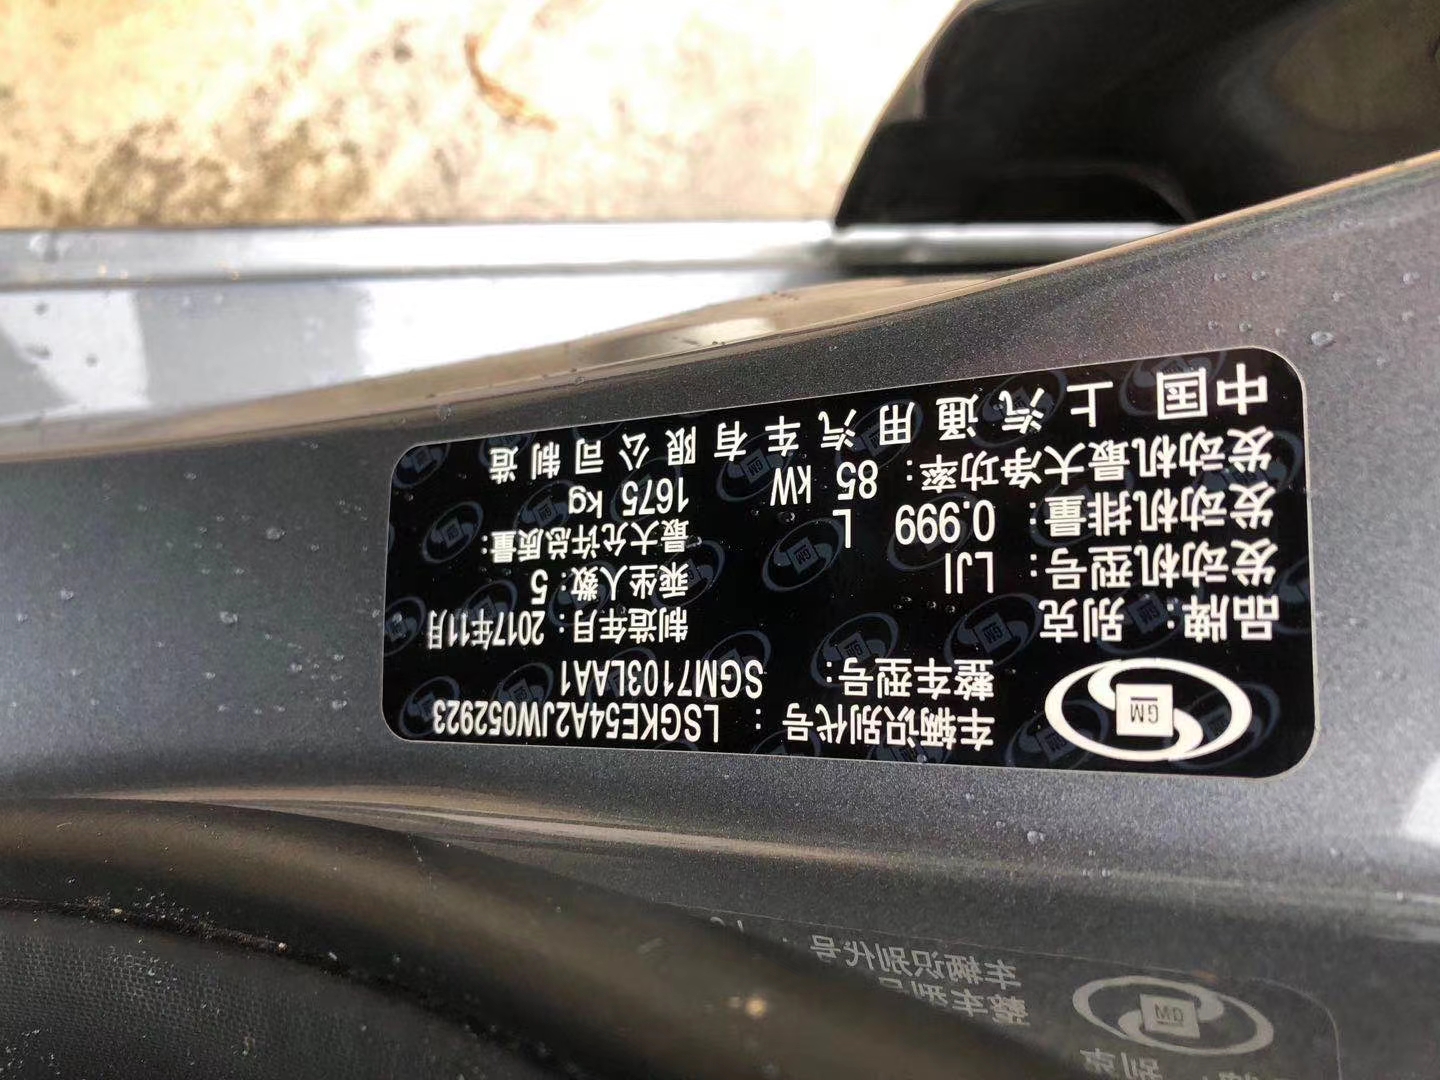 车辆识别代号：LSGKE54A2JW052923
整车型号：SGM7103LAA1
GM
品牌：别克 制造年月：2017年11月
发动机型号：LJI 乘坐人数：5
发动机排量：0.999 L 最大允许总质量：
发动机最大净功率：85 kW 1675 kg
中国 上汽通用汽车有限公司制造